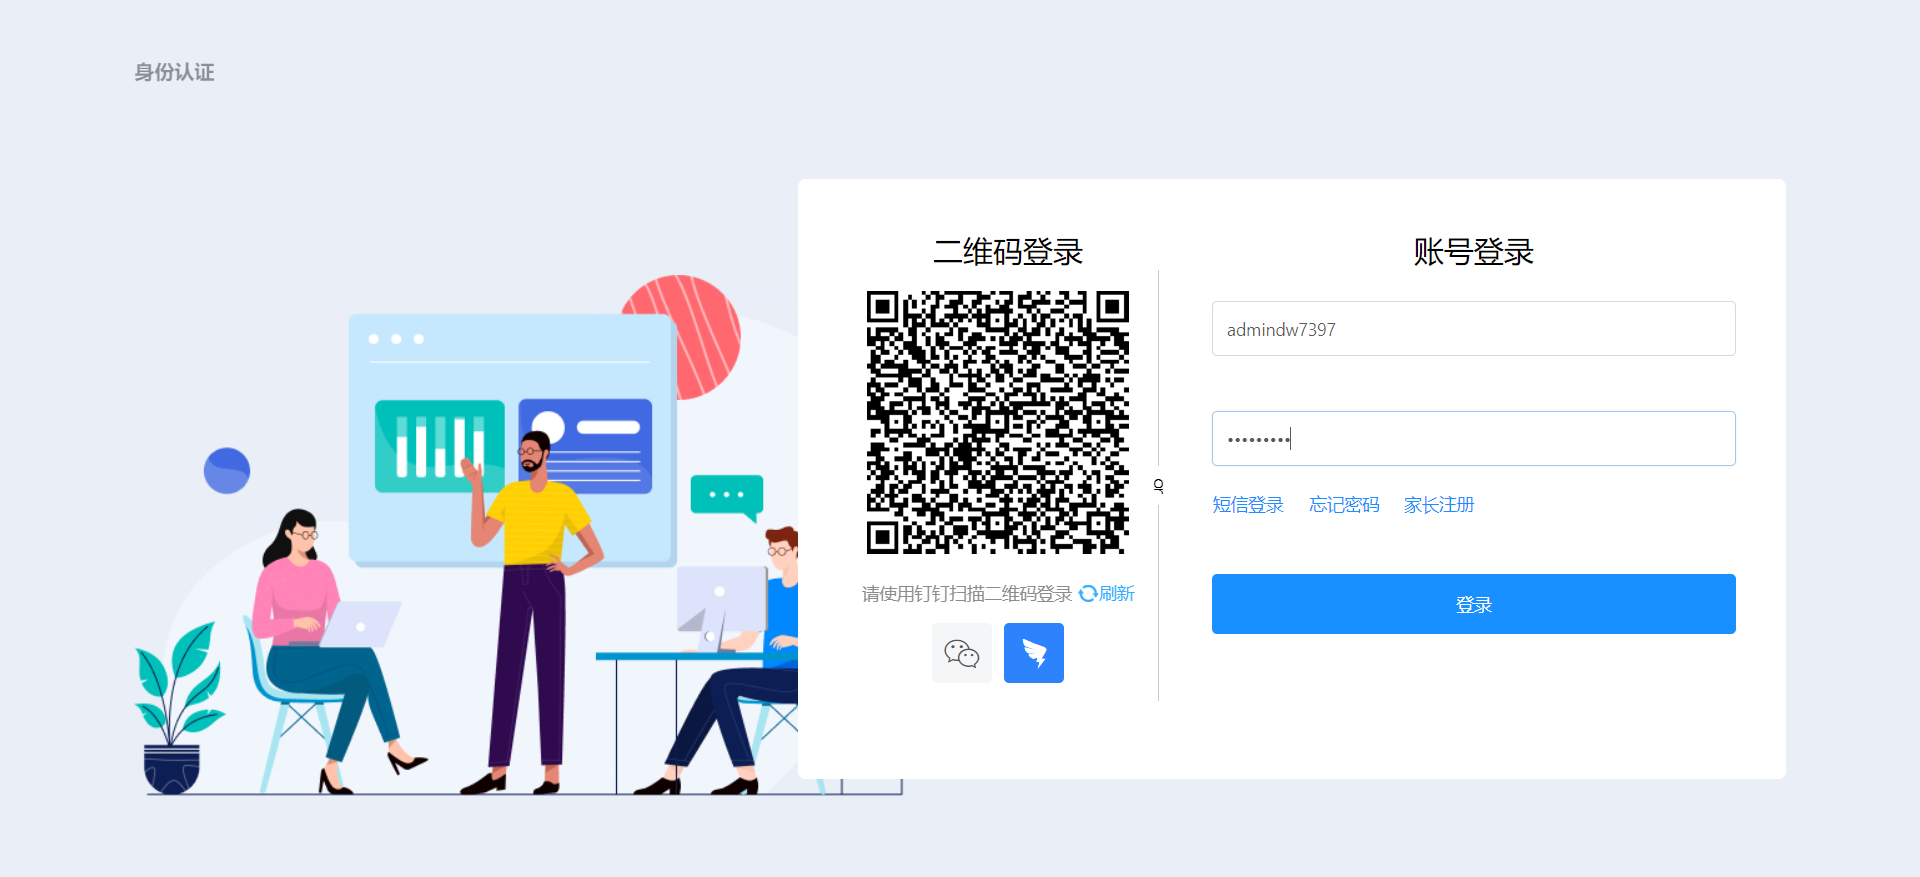 身份认证
二维码登录
请使用钉钉扫描二维码登录 刷新
or
账号登录
admindw7397
•••••••••
短信登录 忘记密码 家长注册
登录